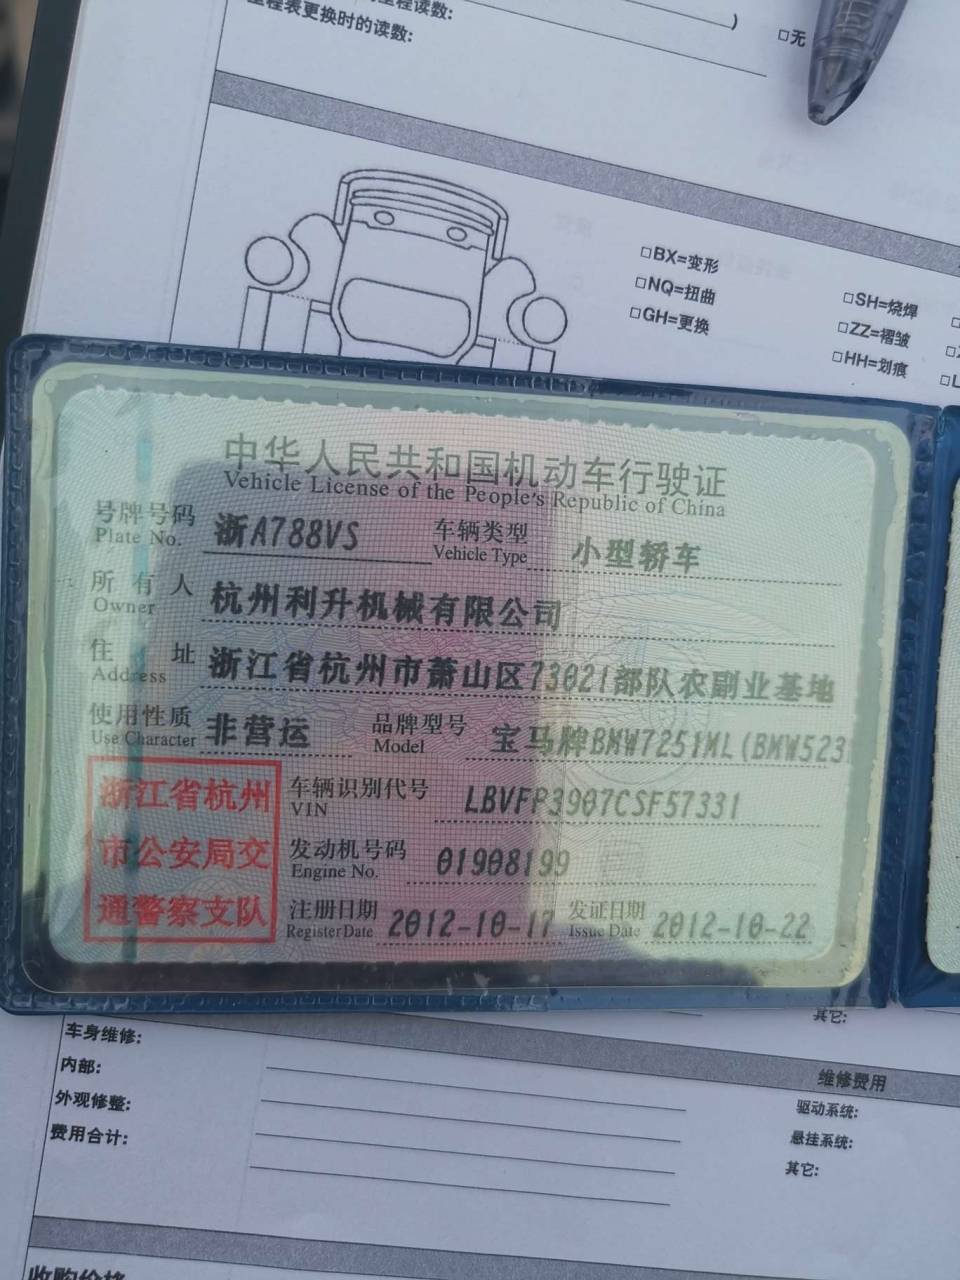 里程读数:
)
□无
里程表更换时的读数:
□BX=变形
□NQ=扭曲
□GH=更换
□SH=烧焊
□ZZ=褶皱
□HH=划痕
中华人民共和国机动车行驶证
Vehicle License of the People's Republic of China
号牌号码 浙A788VS 车辆类型 小型轿车
Plate No. Vehicle Type
所有人 杭州利升机械有限公司
Owner
住址 浙江省杭州市萧山区73021部队农副业基地
Address
使用性质 非营运 品牌型号 宝马牌BMW7251ML(BMW523
Use Character Model
浙江省杭州
市公安局交
通警察支队
车辆识别代号 LBVFP3907CSF57331
VIN
发动机号码 01908199
Engine No.
注册日期 2012-10-17 发证日期 2012-10-22
Register Date Issue Date
其它:
车身维修:
内部:
外观修整:
费用合计:
维修费用
驱动系统:
悬挂系统:
其它:
收购价格